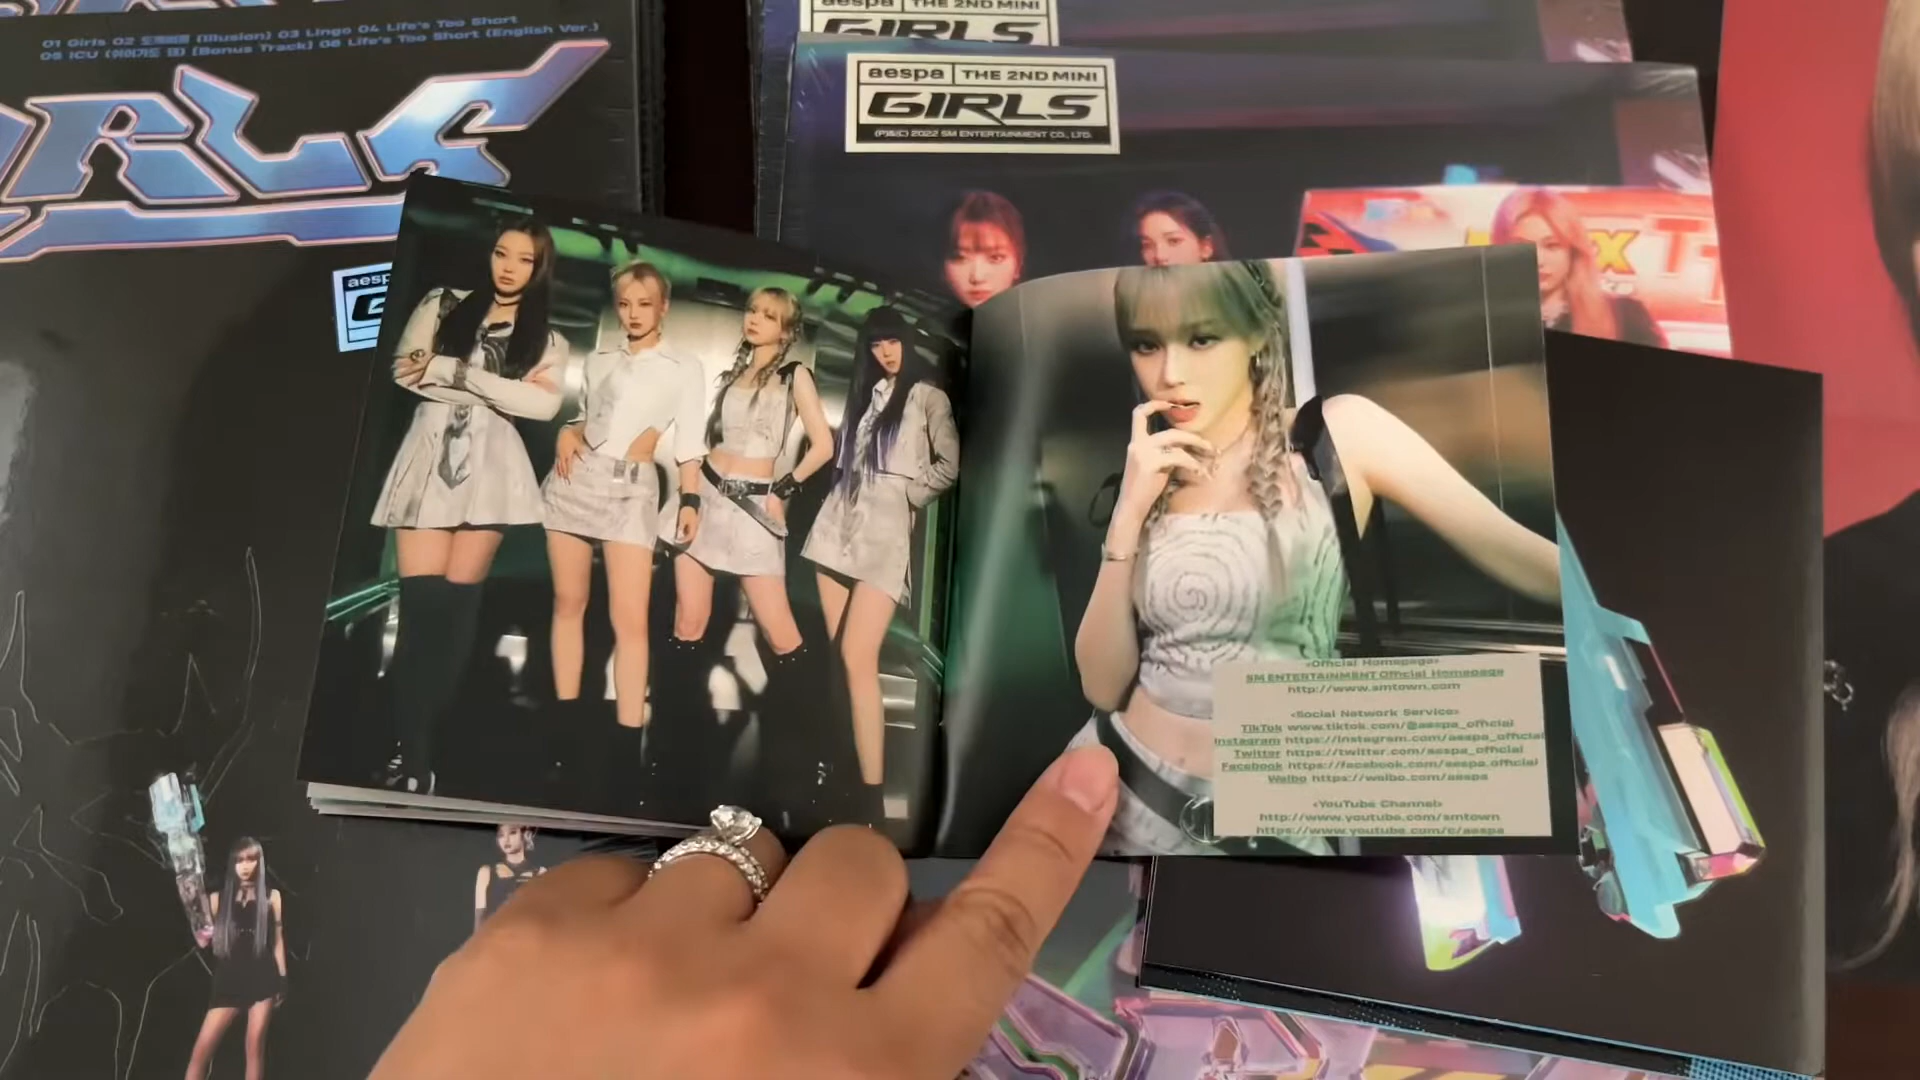 01 Girls 02 도깨비불 (Illusion) 03 Lingo 04 Life's Too Short
05 ICU (쉬어가도 돼) [Bonus Track] 06 Life's Too Short (English Ver.)
aespa THE 2ND MINI
GIRLS
aespa THE 2ND MINI
GIRLS
(P)&(C) 2022 SM ENTERTAINMENT CO., LTD.
RLS
aesp
G
<Official Homepage>
SM ENTERTAINMENT Official Homepage
http://www.smtown.com
<Social Network Service>
TikTok www.tiktok.com/@aespa_official
Instagram https://instagram.com/aespa_official
Twitter https://twitter.com/aespa_official
Facebook https://facebook.com/aespa.official
Weibo https://weibo.com/aespa
<YouTube Channel>
http://www.youtube.com/smtown
https://www.youtube.com/c/aespa